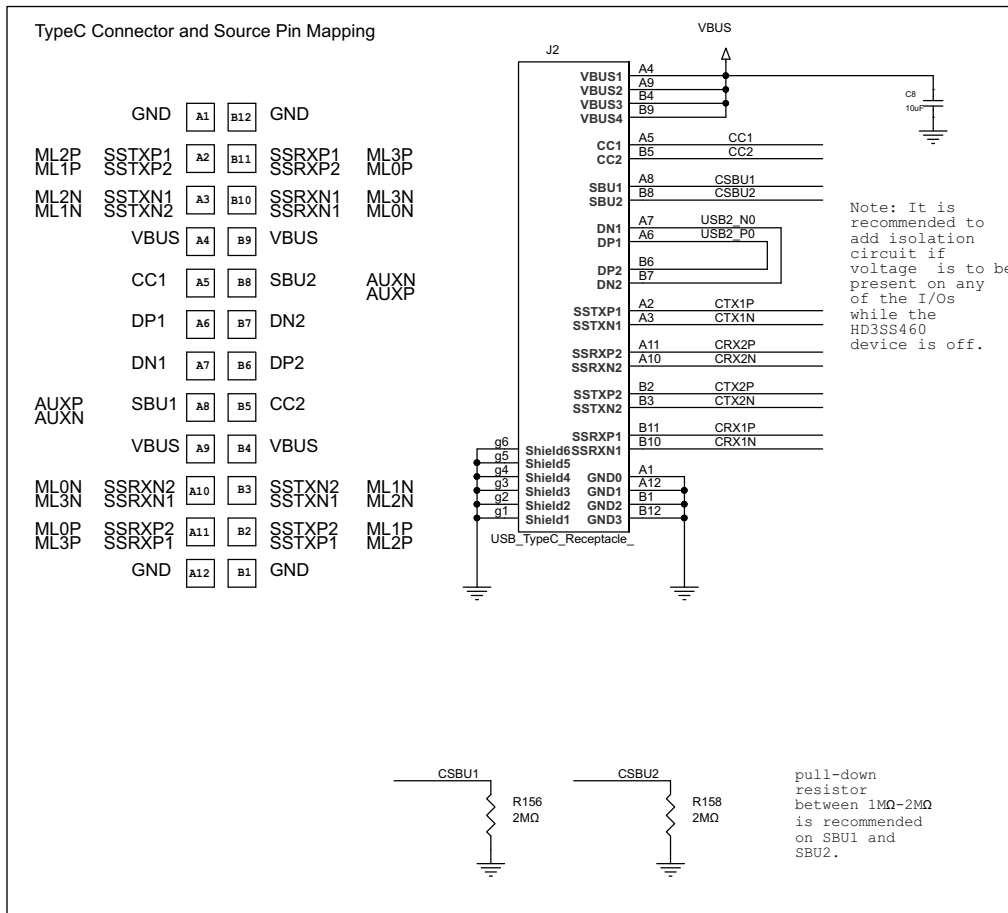 TypeC Connector and Source Pin Mapping
GND A1 B12 GND
ML2P SSTXP1 A2 B11 SSRXP1 ML3P
ML1P SSTXP2 SSRXP2 ML0P
ML2N SSTXN1 A3 B10 SSRXN1 ML3N
ML1N SSTXN2 SSRXN1 ML0N
VBUS A4 B9 VBUS
CC1 A5 B8 SBU2 AUXN
AUXP
DP1 A6 B7 DN2
DN1 A7 B6 DP2
AUXP SBU1 A8 B5 CC2
AUXN
VBUS A9 B4 VBUS
ML0N SSRXN2 A10 B3 SSTXN2 ML1N
ML3N SSRXN1 SSTXN1 ML2N
ML0P SSRXP2 A11 B2 SSTXP2 ML1P
ML3P SSRXP1 SSTXP1 ML2P
GND A12 B1 GND
VBUS
J2
VBUS1 A4
VBUS2 A9
VBUS3 B4
VBUS4 B9
C8
10uF
CC1 A5 CC1
CC2 B5 CC2
SBU1 A8 CSBU1
SBU2 B8 CSBU2
DN1 A7 USB2_N0
DP1 A6 USB2_P0
DP2 B6
DN2 B7
SSTXP1 A2 CTX1P
SSTXN1 A3 CTX1N
SSRXP2 A11 CRX2P
SSRXN2 A10 CRX2N
SSTXP2 B2 CTX2P
SSTXN2 B3 CTX2N
SSRXP1 B11 CRX1P
g6 Shield6 SSRXN1 B10 CRX1N
g5 Shield5
g4 Shield4 GND0 A1
g3 Shield3 GND1 A12
g2 Shield2 GND2 B1
g1 Shield1 GND3 B12
USB_TypeC_Receptacle_
Note: It is
recommended to
add isolation
circuit if
voltage is to be
present on any
of the I/Os
while the
HD3SS460
device is off.
CSBU1
R156
2MΩ
CSBU2
R158
2MΩ
pull-down
resistor
between 1MΩ-2MΩ
is recommended
on SBU1 and
SBU2.